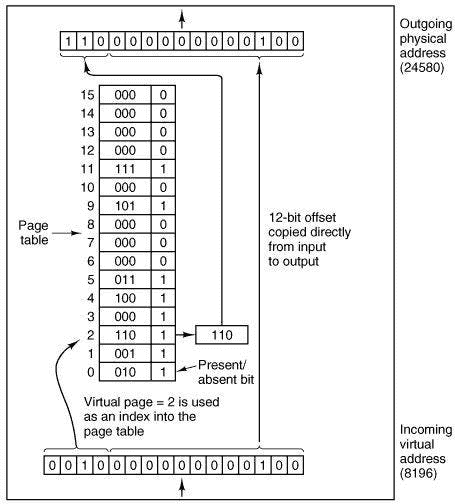 Outgoing
physical
address
(24580)
1 1 0 0 0 0 0 0 0 0 0 0 1 0 0
15 000 0
14 000 0
13 000 0
12 000 0
11 111 1
10 000 0
9 101 1
8 000 0
7 000 0
6 000 0
5 011 1
4 100 1
3 000 1
2 110 1 110
1 001 1
0 010 1
Page
table
12-bit offset
copied directly
from input
to output
Present/
absent bit
Virtual page = 2 is used
as an index into the
page table
Incoming
virtual
address
(8196)
0 0 1 0 0 0 0 0 0 0 0 0 0 1 0 0